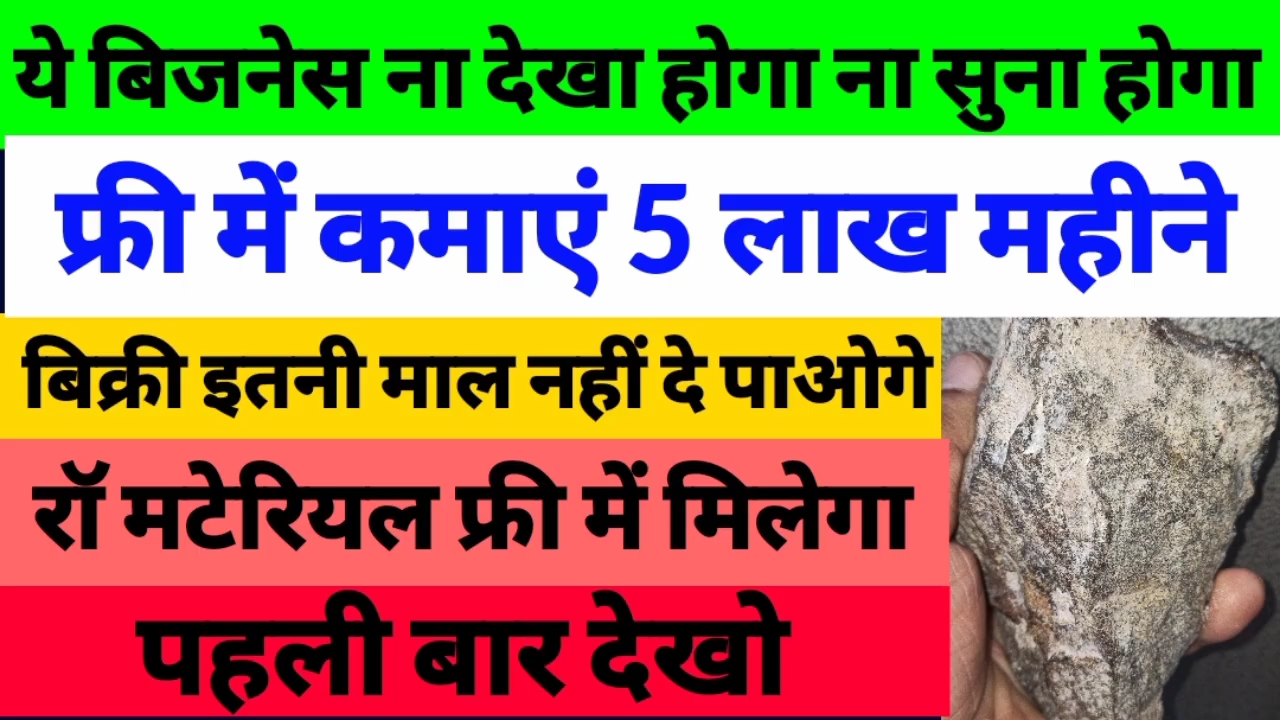 ये बिजनेस ना देखा होगा ना सुना होगा
फ्री में कमाएं 5 लाख महीने
बिक्री इतनी माल नहीं दे पाओगे
रॉ मटेरियल फ्री में मिलेगा
पहली बार देखो